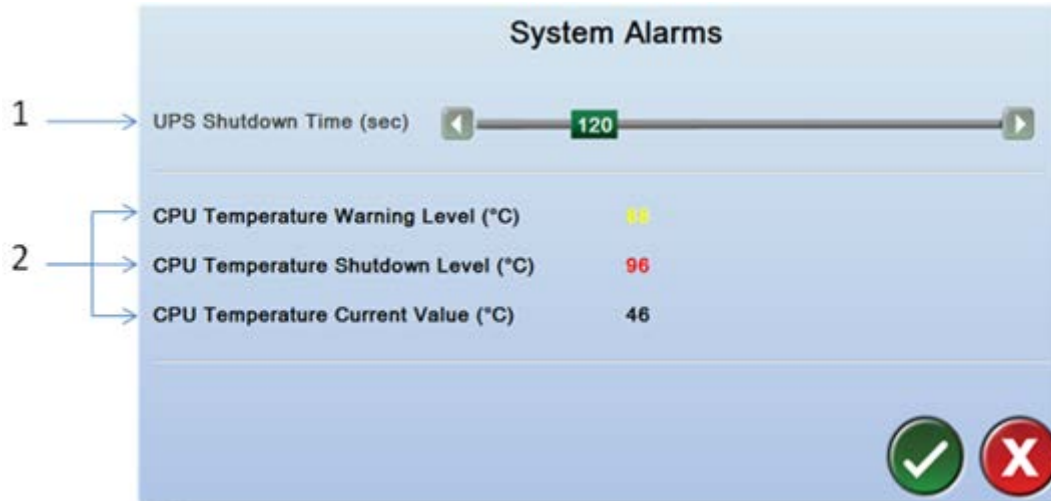 System Alarms
1 UPS Shutdown Time (sec) 120
CPU Temperature Warning Level (°C) 88
2 CPU Temperature Shutdown Level (°C) 96
CPU Temperature Current Value (°C) 46